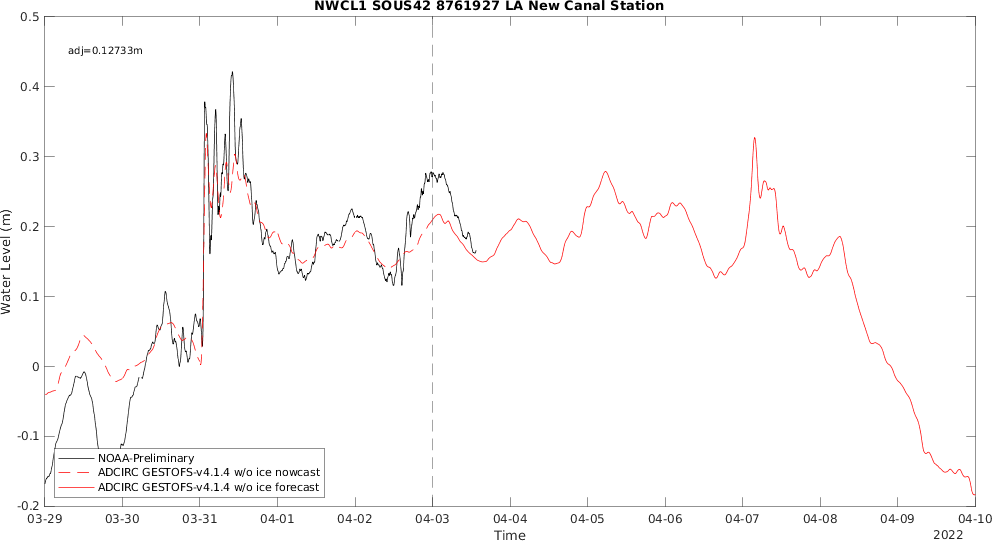 NWCL1 SOUS42 8761927 LA New Canal Station
adj=0.12733m
Water Level (m)
0.5
0.4
0.3
0.2
0.1
0
-0.1
-0.2
NOAA-Preliminary
ADCIRC GESTOFS-v4.1.4 w/o ice nowcast
ADCIRC GESTOFS-v4.1.4 w/o ice forecast
03-29 03-30 03-31 04-01 04-02 04-03 04-04 04-05 04-06 04-07 04-08 04-09 04-10
Time
2022